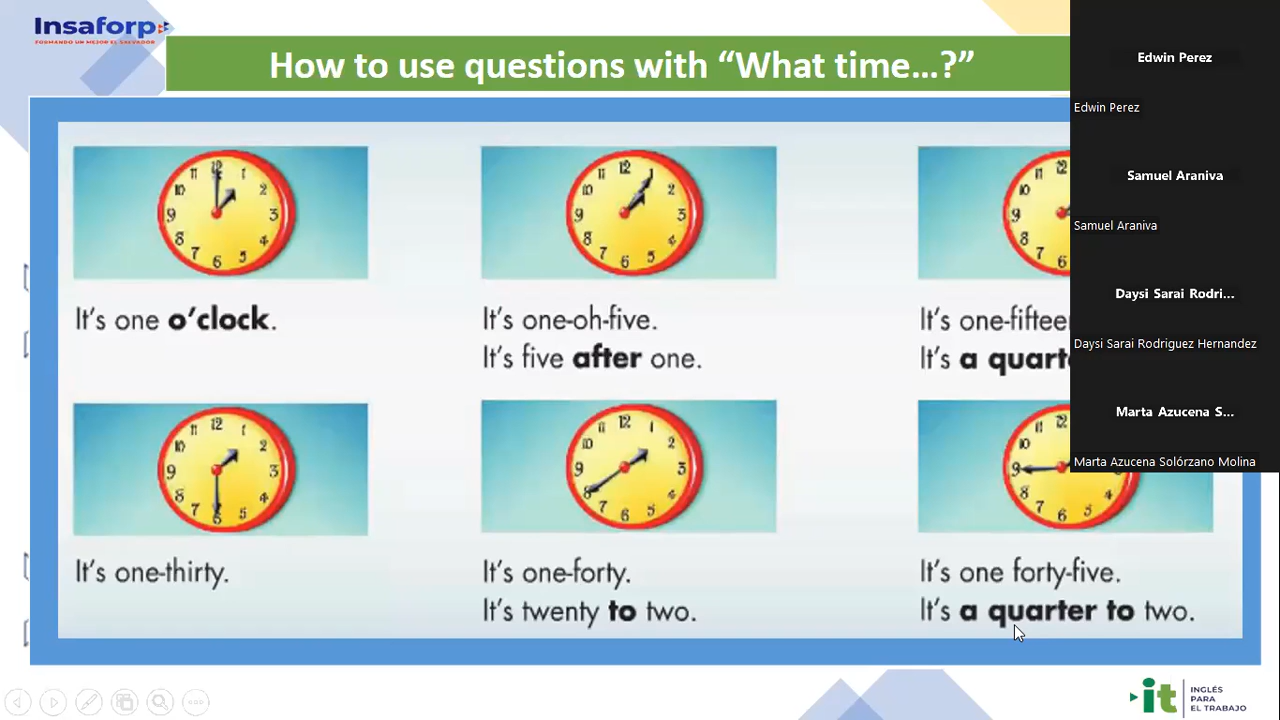 Insaforp
FORMANDO UN MEJOR EL SALVADOR
How to use questions with “What time…?”
Edwin Perez
Edwin Perez
Samuel Araniva
Samuel Araniva
Daysi Sarai Rodri...
Daysi Sarai Rodriguez Hernandez
Marta Azucena S...
Marta Azucena Solórzano Molina
It's one o'clock.
It's one-oh-five.
It's five after one.
It's one-fifteen
It's a quart
It's one-thirty.
It's one-forty.
It's twenty to two.
It's one forty-five.
It's a quarter to two.
it
INGLÉS
PARA
EL TRABAJO